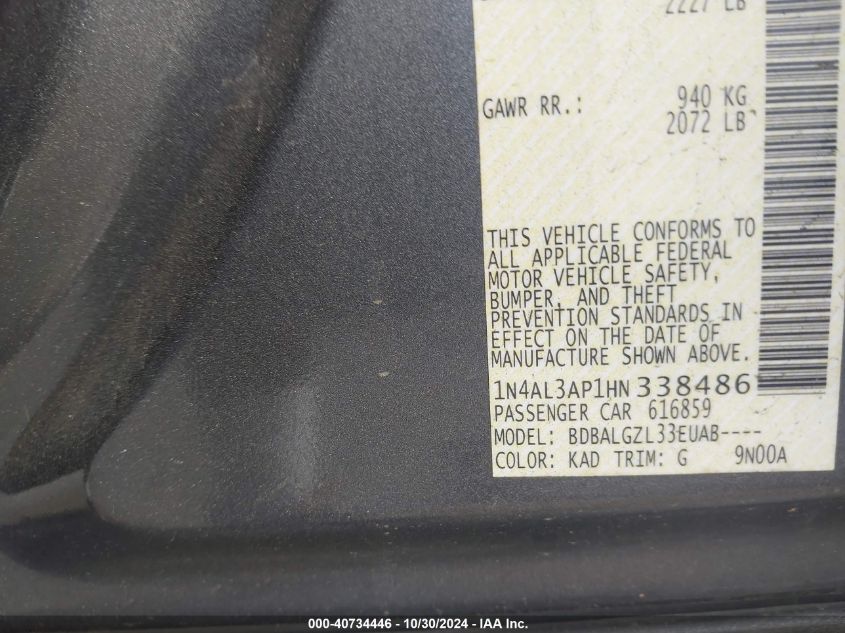 2227 LB
GAWR RR.: 940 KG
2072 LB
THIS VEHICLE CONFORMS TO
ALL APPLICABLE FEDERAL
MOTOR VEHICLE SAFETY,
BUMPER, AND THEFT
PREVENTION STANDARDS IN
EFFECT ON THE DATE OF
MANUFACTURE SHOWN ABOVE.
1N4AL3AP1HN338486
PASSENGER CAR 616859
MODEL: BDBALGZL33EUAB----
COLOR: KAD TRIM: G 9N00A
000-40734446 - 10/30/2024 - IAA Inc.